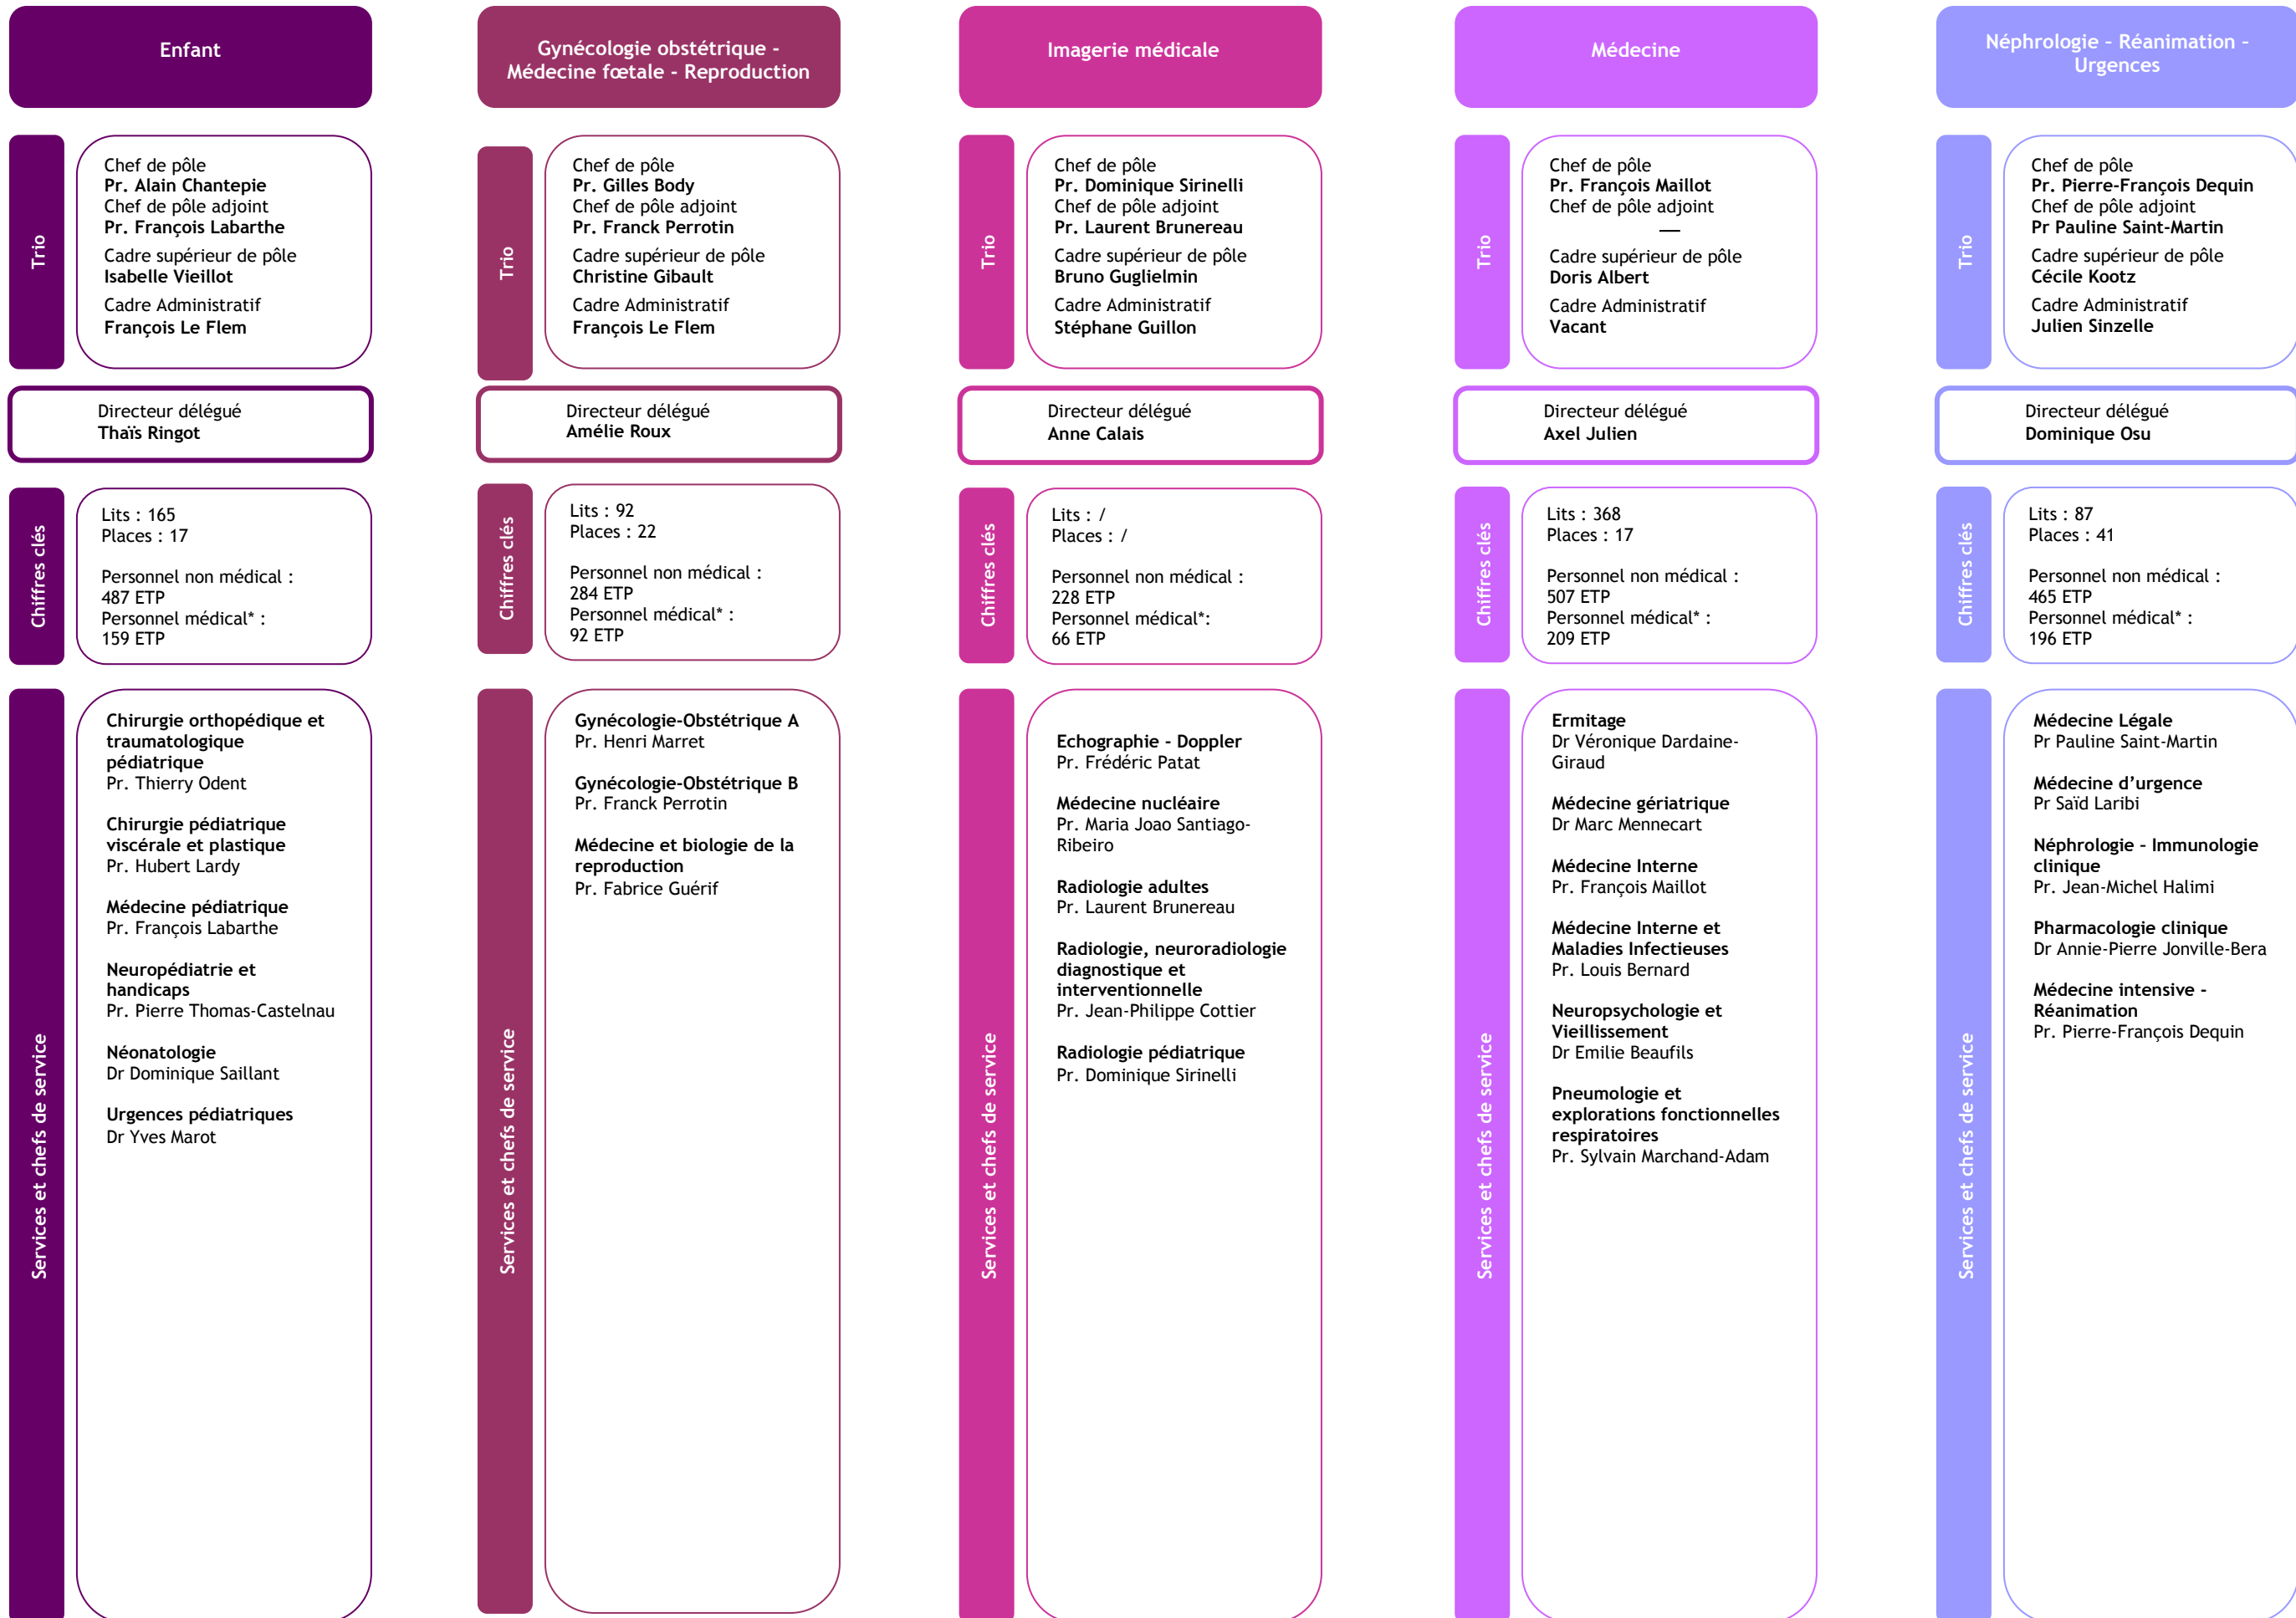 Enfant
Trio
Chef de pôle
Pr. Alain Chantepie
Chef de pôle adjoint
Pr. François Labarthe
Cadre supérieur de pôle
Isabelle Vieillot
Cadre Administratif
François Le Flem
Directeur délégué
Thaïs Ringot
Chiffres clés
Lits : 165
Places : 17
Personnel non médical :
487 ETP
Personnel médical* :
159 ETP
Services et chefs de service
Chirurgie orthopédique et
traumatologique
pédiatrique
Pr. Thierry Odent
Chirurgie pédiatrique
viscérale et plastique
Pr. Hubert Lardy
Médecine pédiatrique
Pr. François Labarthe
Neuropédiatrie et
handicaps
Pr. Pierre Thomas-Castelnau
Néonatologie
Dr Dominique Saillant
Urgences pédiatriques
Dr Yves Marot
Gynécologie obstétrique -
Médecine fœtale - Reproduction
Trio
Chef de pôle
Pr. Gilles Body
Chef de pôle adjoint
Pr. Franck Perrotin
Cadre supérieur de pôle
Christine Gibault
Cadre Administratif
François Le Flem
Directeur délégué
Amélie Roux
Chiffres clés
Lits : 92
Places : 22
Personnel non médical :
284 ETP
Personnel médical* :
92 ETP
Services et chefs de service
Gynécologie-Obstétrique A
Pr. Henri Marret
Gynécologie-Obstétrique B
Pr. Franck Perrotin
Médecine et biologie de la
reproduction
Pr. Fabrice Guérif
Imagerie médicale
Trio
Chef de pôle
Pr. Dominique Sirinelli
Chef de pôle adjoint
Pr. Laurent Brunereau
Cadre supérieur de pôle
Bruno Guglielmin
Cadre Administratif
Stéphane Guillon
Directeur délégué
Anne Calais
Chiffres clés
Lits : /
Places : /
Personnel non médical :
228 ETP
Personnel médical*:
66 ETP
Services et chefs de service
Echographie - Doppler
Pr. Frédéric Patat
Médecine nucléaire
Pr. Maria Joao Santiago-
Ribeiro
Radiologie adultes
Pr. Laurent Brunereau
Radiologie, neuroradiologie
diagnostique et
interventionnelle
Pr. Jean-Philippe Cottier
Radiologie pédiatrique
Pr. Dominique Sirinelli
Médecine
Trio
Chef de pôle
Pr. François Maillot
Chef de pôle adjoint
—
Cadre supérieur de pôle
Doris Albert
Cadre Administratif
Vacant
Directeur délégué
Axel Julien
Chiffres clés
Lits : 368
Places : 17
Personnel non médical :
507 ETP
Personnel médical* :
209 ETP
Services et chefs de service
Ermitage
Dr Véronique Dardaine-
Giraud
Médecine gériatrique
Dr Marc Mennecart
Médecine Interne
Pr. François Maillot
Médecine Interne et
Maladies Infectieuses
Pr. Louis Bernard
Neuropsychologie et
Vieillissement
Dr Emilie Beaufils
Pneumologie et
explorations fonctionnelles
respiratoires
Pr. Sylvain Marchand-Adam
Néphrologie – Réanimation –
Urgences
Trio
Chef de pôle
Pr. Pierre-François Dequin
Chef de pôle adjoint
Pr Pauline Saint-Martin
Cadre supérieur de pôle
Cécile Kootz
Cadre Administratif
Julien Sinzelle
Directeur délégué
Dominique Osu
Chiffres clés
Lits : 87
Places : 41
Personnel non médical :
465 ETP
Personnel médical* :
196 ETP
Services et chefs de service
Médecine Légale
Pr Pauline Saint-Martin
Médecine d’urgence
Pr Saïd Laribi
Néphrologie – Immunologie
clinique
Pr. Jean-Michel Halimi
Pharmacologie clinique
Dr Annie-Pierre Jonville-Bera
Médecine intensive -
Réanimation
Pr. Pierre-François Dequin